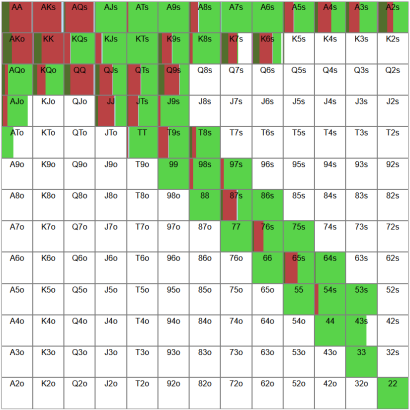 AA AKs AQs AJs ATs A9s A8s A7s A6s A5s A4s A3s A2s
AKo KK KQs KJs KTs K9s K8s K7s K6s K5s K4s K3s K2s
AQo KQo QQ QJs QTs Q9s Q8s Q7s Q6s Q5s Q4s Q3s Q2s
AJo KJo QJo JJ JTs J9s J8s J7s J6s J5s J4s J3s J2s
ATo KTo QTo JTo TT T9s T8s T7s T6s T5s T4s T3s T2s
A9o K9o Q9o J9o T9o 99 98s 97s 96s 95s 94s 93s 92s
A8o K8o Q8o J8o T8o 98o 88 87s 86s 85s 84s 83s 82s
A7o K7o Q7o J7o T7o 97o 87o 77 76s 75s 74s 73s 72s
A6o K6o Q6o J6o T6o 96o 86o 76o 66 65s 64s 63s 62s
A5o K5o Q5o J5o T5o 95o 85o 75o 65o 55 54s 53s 52s
A4o K4o Q4o J4o T4o 94o 84o 74o 64o 54o 44 43s 42s
A3o K3o Q3o J3o T3o 93o 83o 73o 63o 53o 43o 33 32s
A2o K2o Q2o J2o T2o 92o 82o 72o 62o 52o 42o 32o 22